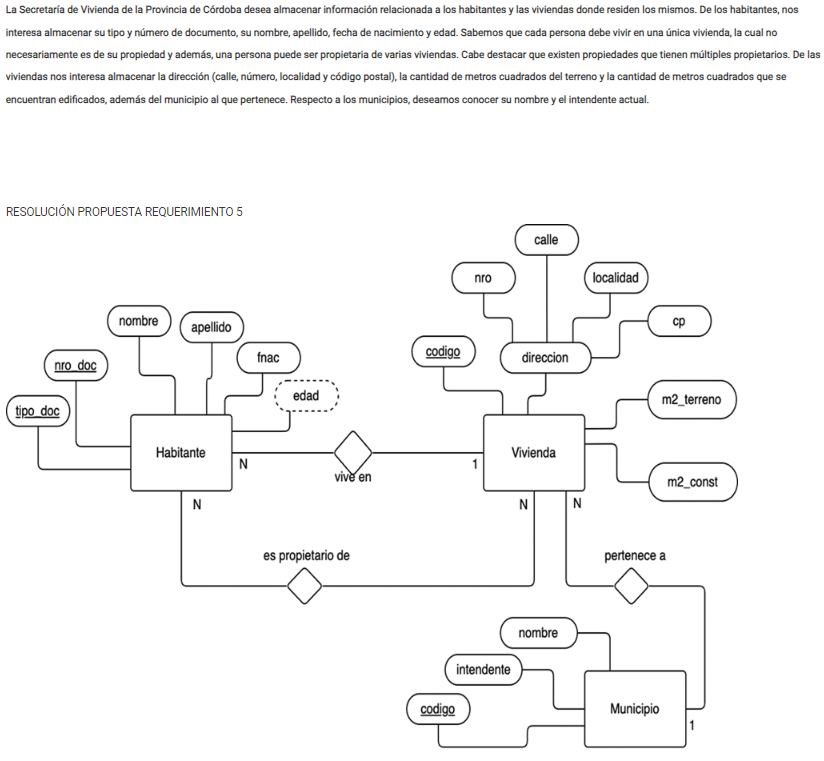 La Secretaría de Vivienda de la Provincia de Córdoba desea almacenar información relacionada a los habitantes y las viviendas donde residen los mismos. De los habitantes, nos
interesa almacenar su tipo y número de documento, su nombre, apellido, fecha de nacimiento y edad. Sabemos que cada persona debe vivir en una única vivienda, la cual no
necesariamente es de su propiedad y además, una persona puede ser propietaria de varias viviendas. Cabe destacar que existen propiedades que tienen múltiples propietarios. De las
viviendas nos interesa almacenar la dirección (calle, número, localidad y código postal), la cantidad de metros cuadrados del terreno y la cantidad de metros cuadrados que se
encuentran edificados, además del municipio al que pertenece. Respecto a los municipios, deseamos conocer su nombre y el intendente actual.
RESOLUCIÓN PROPUESTA REQUERIMIENTO 5
calle
nro
localidad
nombre
apellido
cp
fnac
codigo
direccion
nro_doc
edad
m2_terreno
tipo_doc
Habitante
Vivienda
N
1
vive en
m2_const
N
N
N
es propietario de
pertenece a
nombre
intendente
codigo
Municipio
1